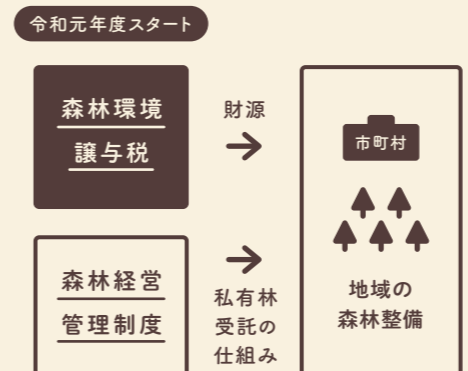 令和元年度スタート
森林環境
譲与税
財源
市町村
地域の
森林整備
森林経営
管理制度
私有林
受託の
仕組み